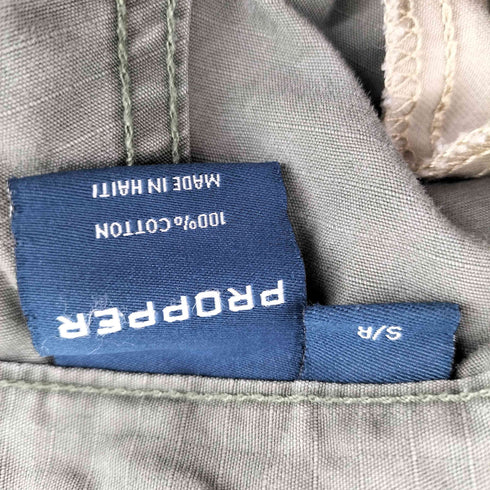 PROPPER
100% COTTON
MADE IN HAITI
S/R